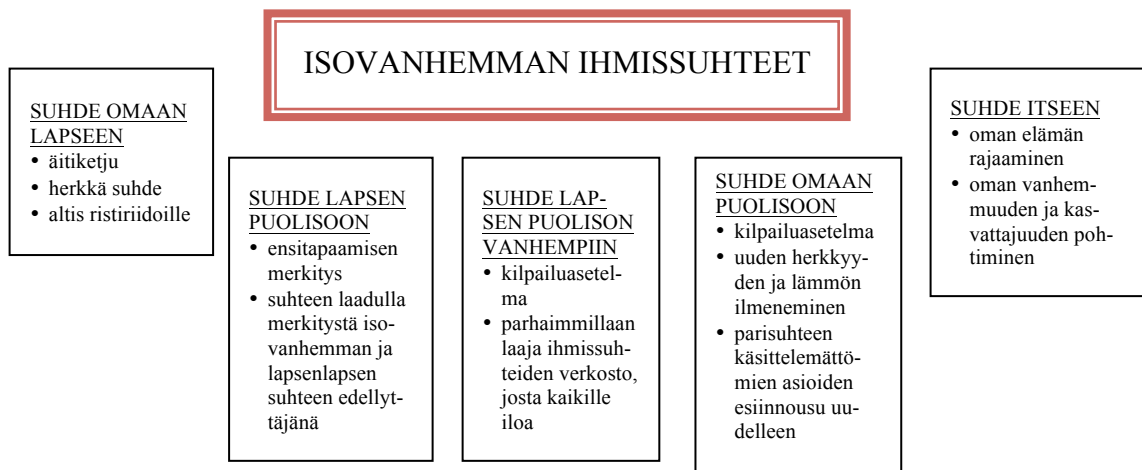 ISOVANHEMMAN IHMISSUHTEET
SUHDE OMAAN
LAPSEEN
• äitiketju
• herkkä suhde
• altis ristiriidoille
SUHDE LAPSEN
PUOLISOON
• ensitapaamisen
merkitys
• suhteen laadulla
merkitystä iso-
vanhemman ja
lapsenlapsen
suhteen edellyt-
täjänä
SUHDE LAP-
SEN PUOLISON
VANHEMPIIN
• kilpailuasetel-
ma
• parhaimmillaan
laaja ihmissuh-
teiden verkosto,
josta kaikille
iloa
SUHDE OMAAN
PUOLISOON
• kilpailuasetelma
• uuden herkkyy-
den ja lämmön
ilmeneminen
• parisuhteen
käsittelemättö-
mien asioiden
esiinnousu uu-
delleen
SUHDE ITSEEN
• oman elämän
rajaaminen
• oman vanhem-
muuden ja kas-
vattajuuden poh-
timinen